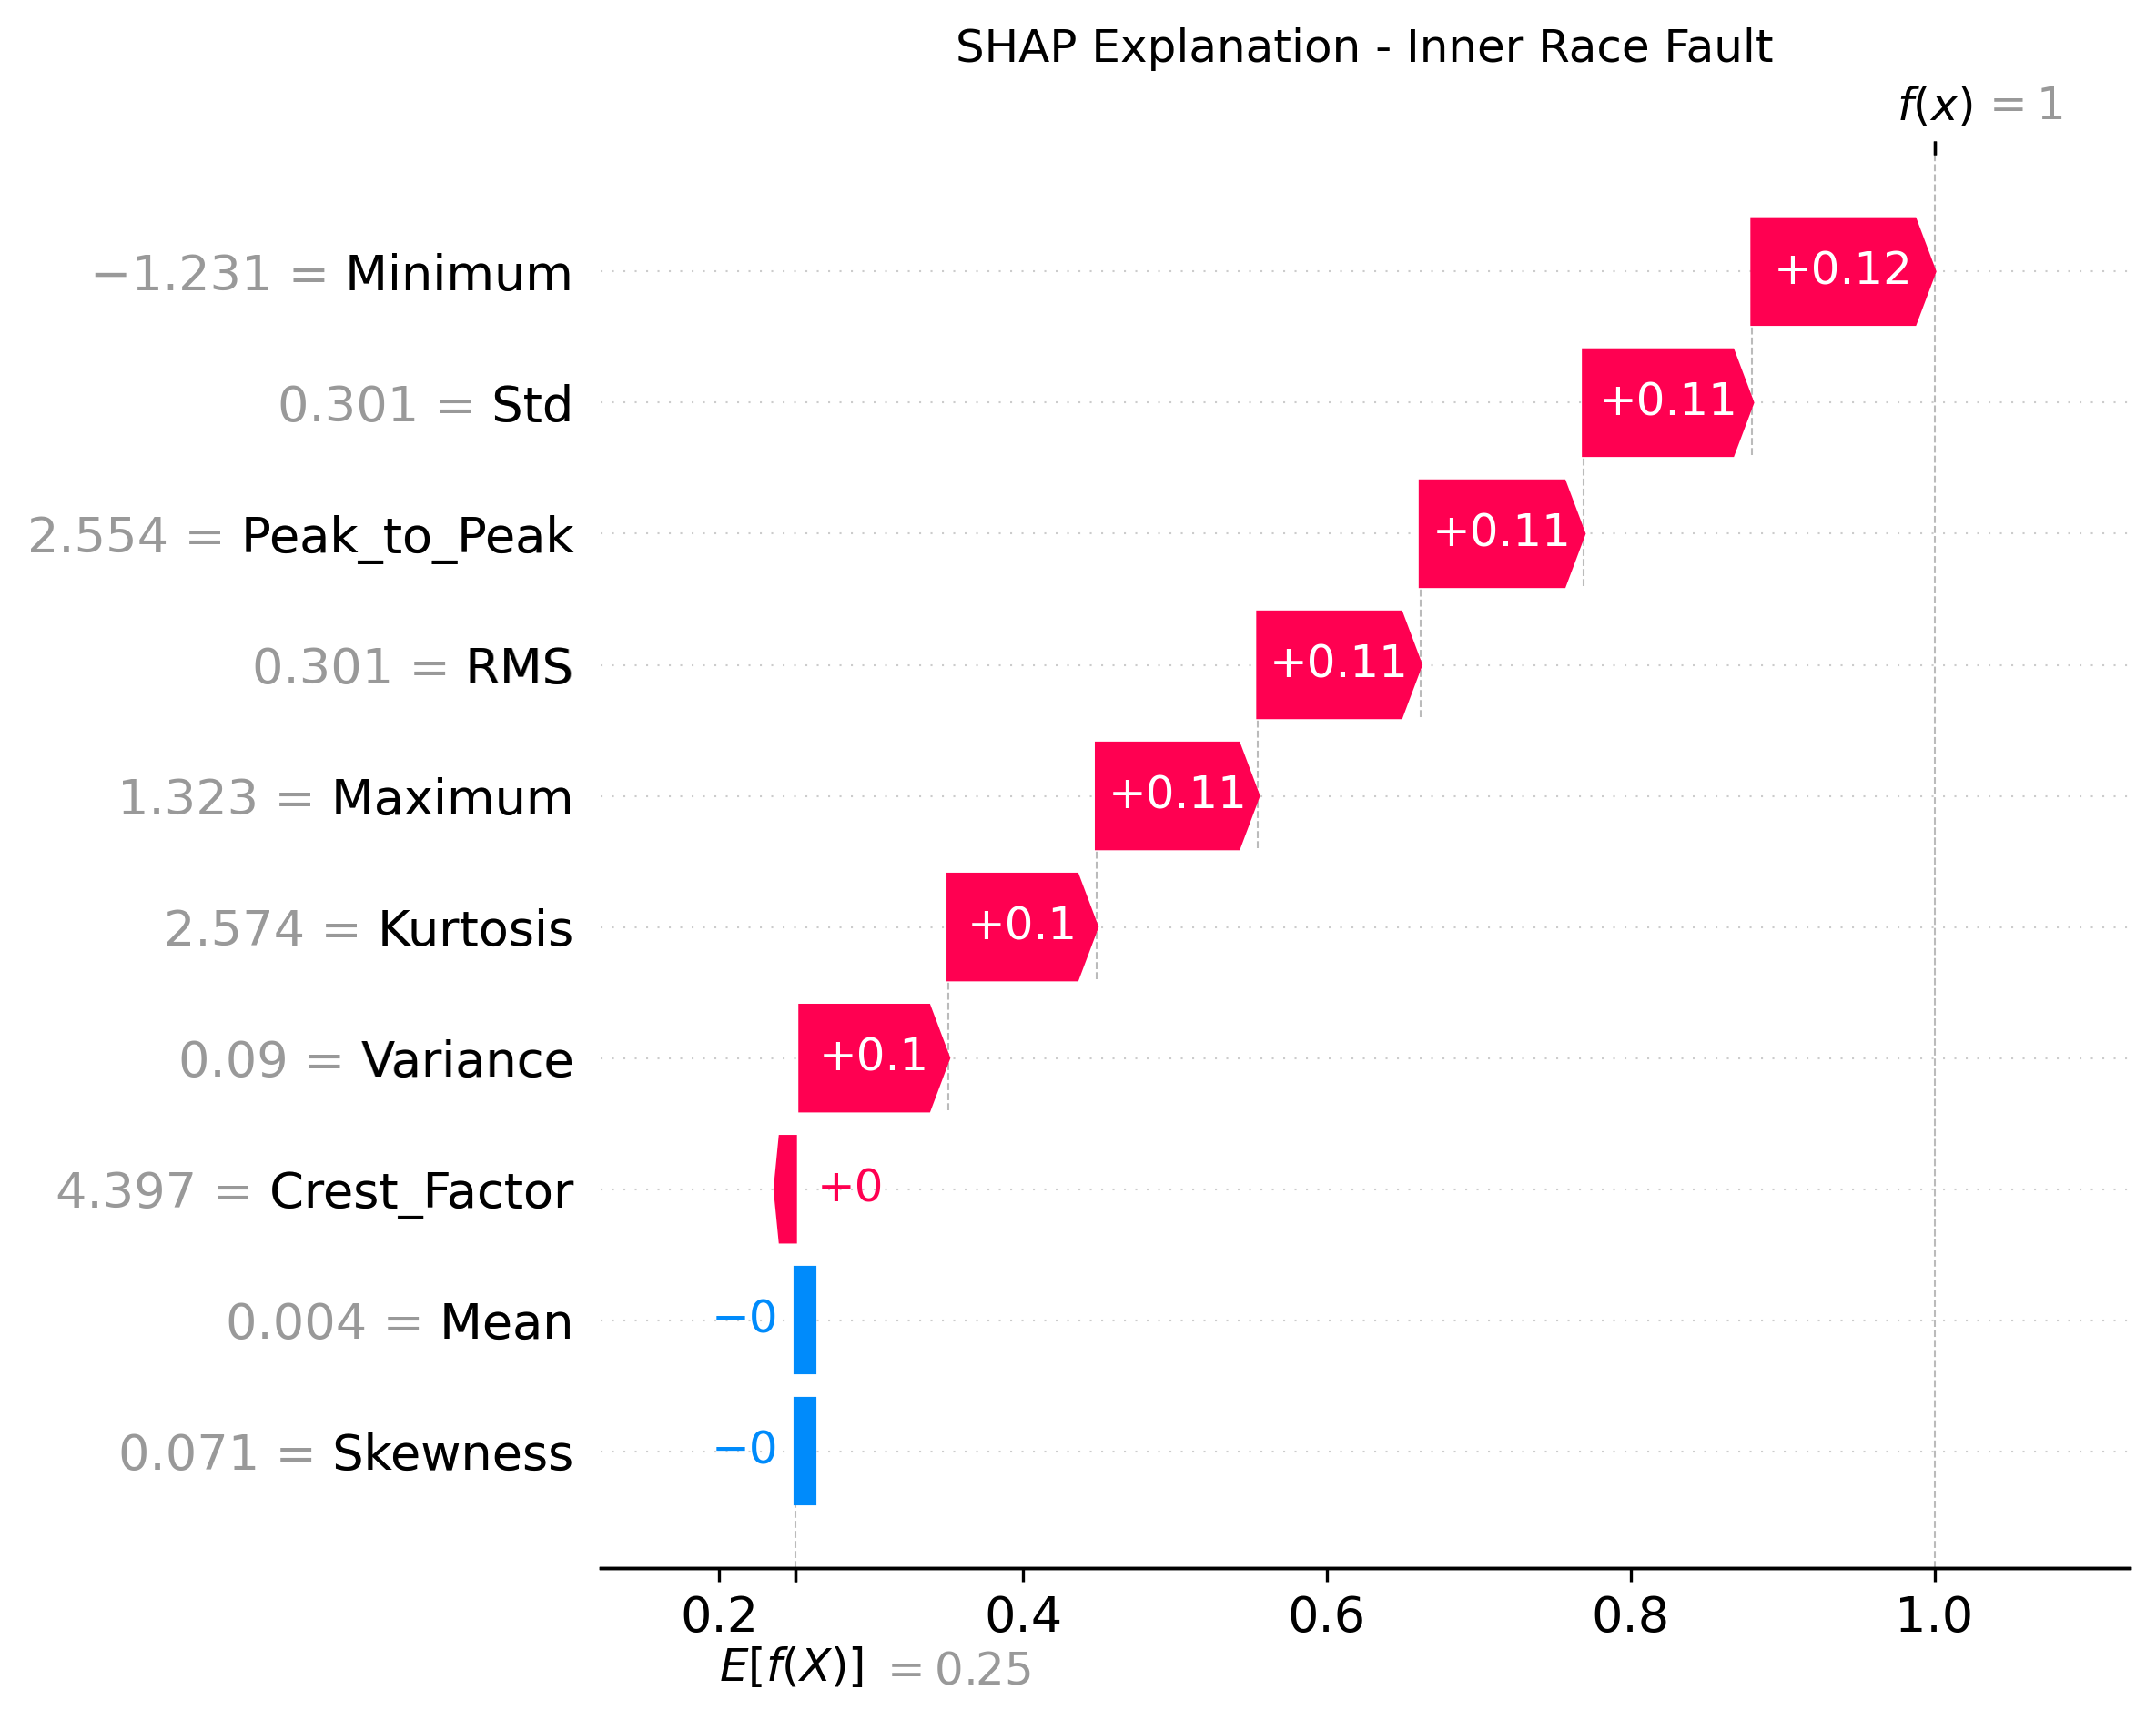 SHAP Explanation - Inner Race Fault
f(x) = 1
−1.231 = Minimum +0.12
0.301 = Std +0.11
2.554 = Peak_to_Peak +0.11
0.301 = RMS +0.11
1.323 = Maximum +0.11
2.574 = Kurtosis +0.1
0.09 = Variance +0.1
4.397 = Crest_Factor +0
0.004 = Mean −0
0.071 = Skewness −0
0.2 0.4 0.6 0.8 1.0
E[f(X)] = 0.25